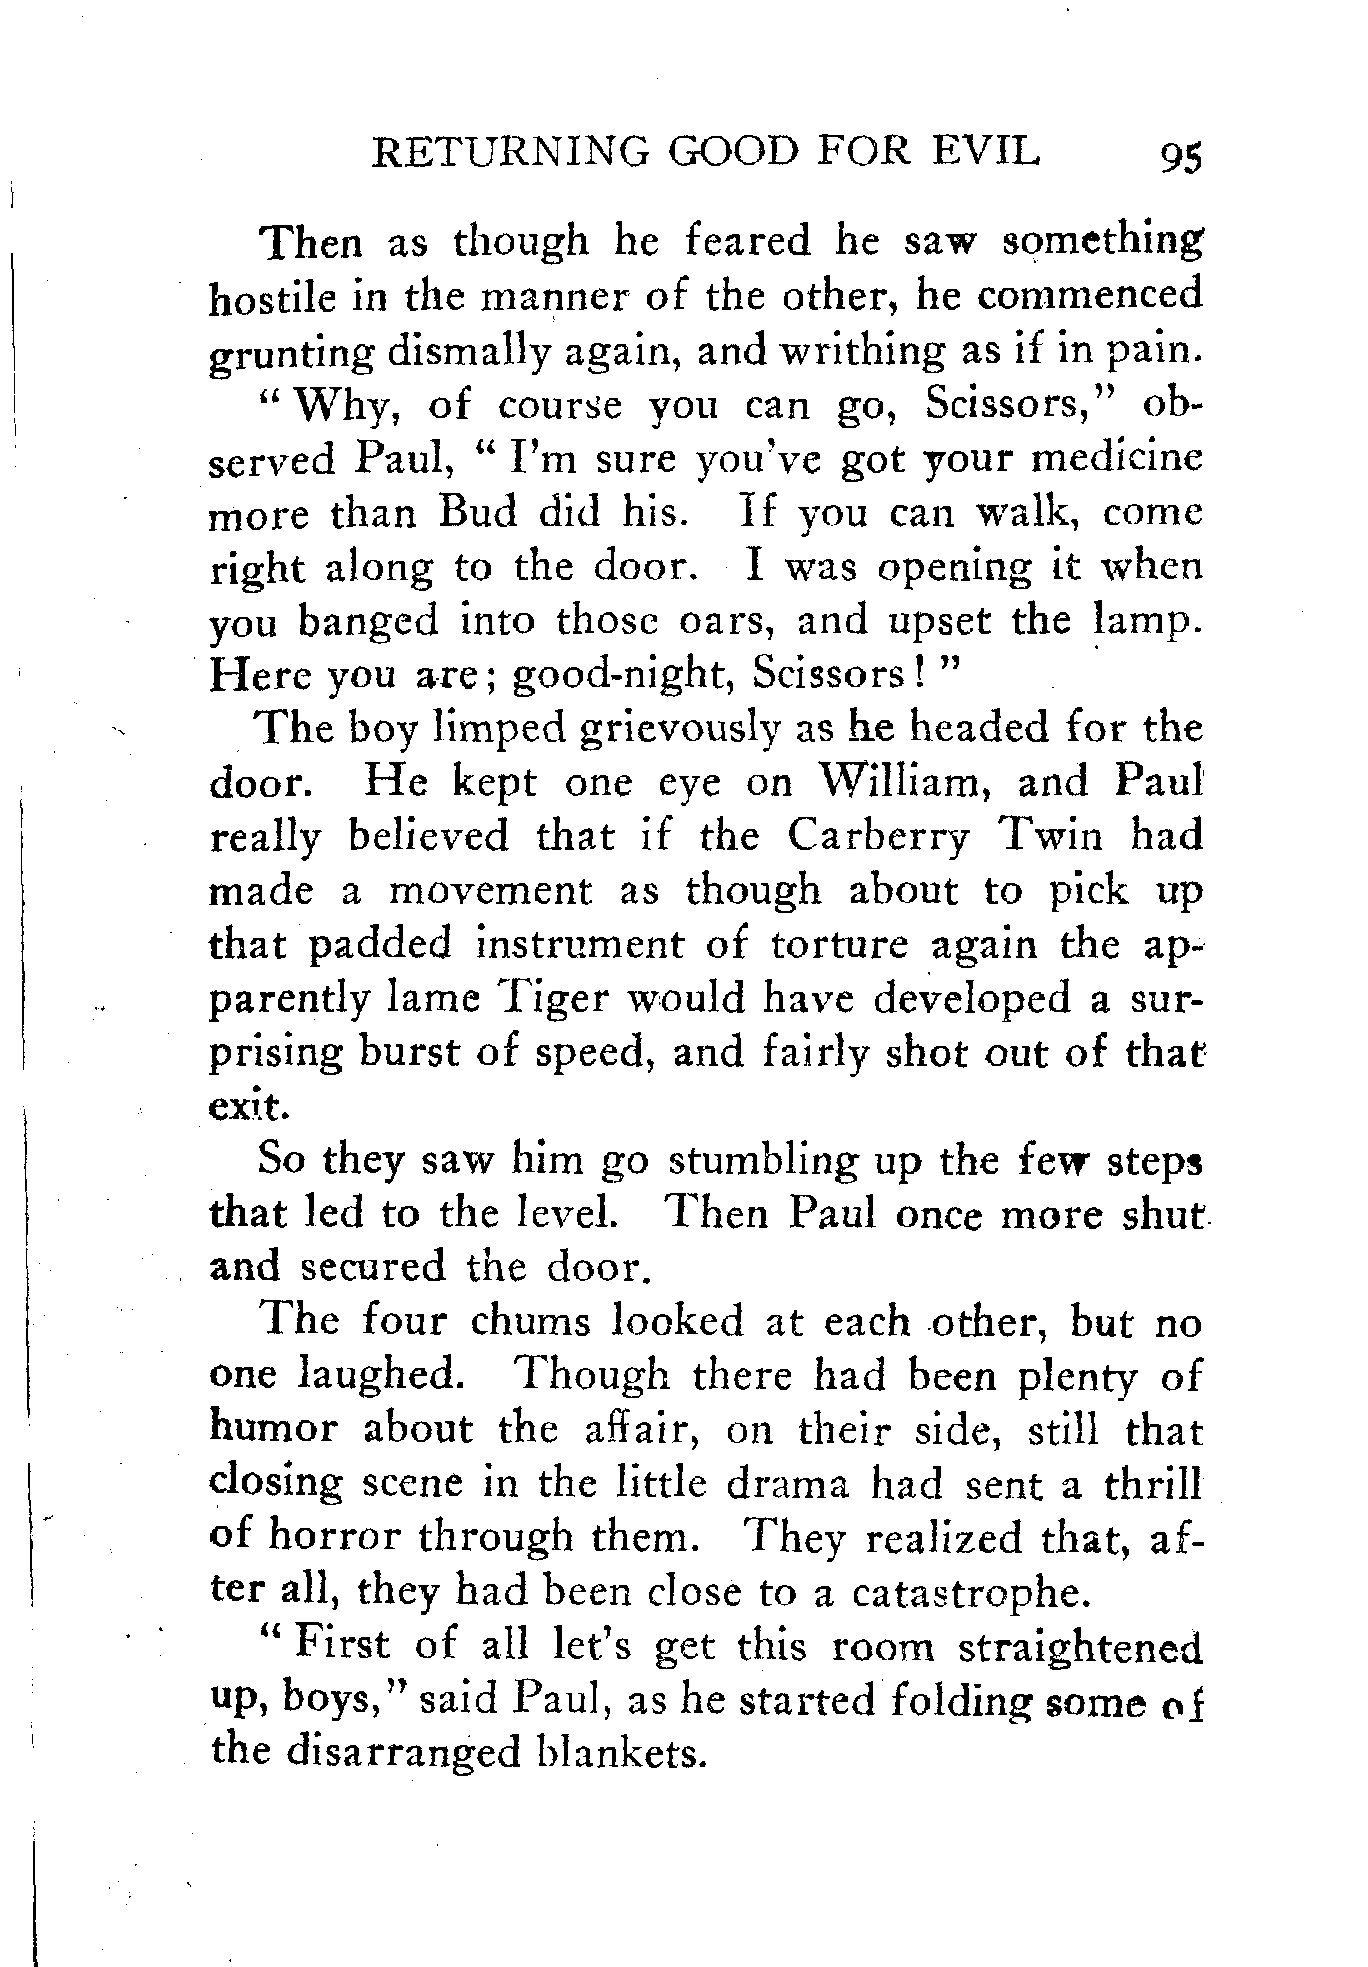 RETURNING GOOD FOR EVIL 95
Then as though he feared he saw something
hostile in the manner of the other, he commenced
grunting dismally again, and writhing as if in pain.
" Why, of course you can go, Scissors," ob-
served Paul, " I'm sure you've got your medicine
more than Bud did his. If you can walk, come
right along to the door. I was opening it when
you banged into those oars, and upset the lamp.
Here you are; good-night, Scissors! "
The boy limped grievously as he headed for the
door. He kept one eye on William, and Paul
really believed that if the Carberry Twin had
made a movement as though about to pick up
that padded instrument of torture again the ap-
parently lame Tiger would have developed a sur-
prising burst of speed, and fairly shot out of that
exit.
So they saw him go stumbling up the few steps
that led to the level. Then Paul once more shut
and secured the door.
The four chums looked at each other, but no
one laughed. Though there had been plenty of
humor about the affair, on their side, still that
closing scene in the little drama had sent a thrill
of horror through them. They realized that, af-
ter all, they had been close to a catastrophe.
" First of all let's get this room straightened
up, boys," said Paul, as he started folding some of
the disarranged blankets.